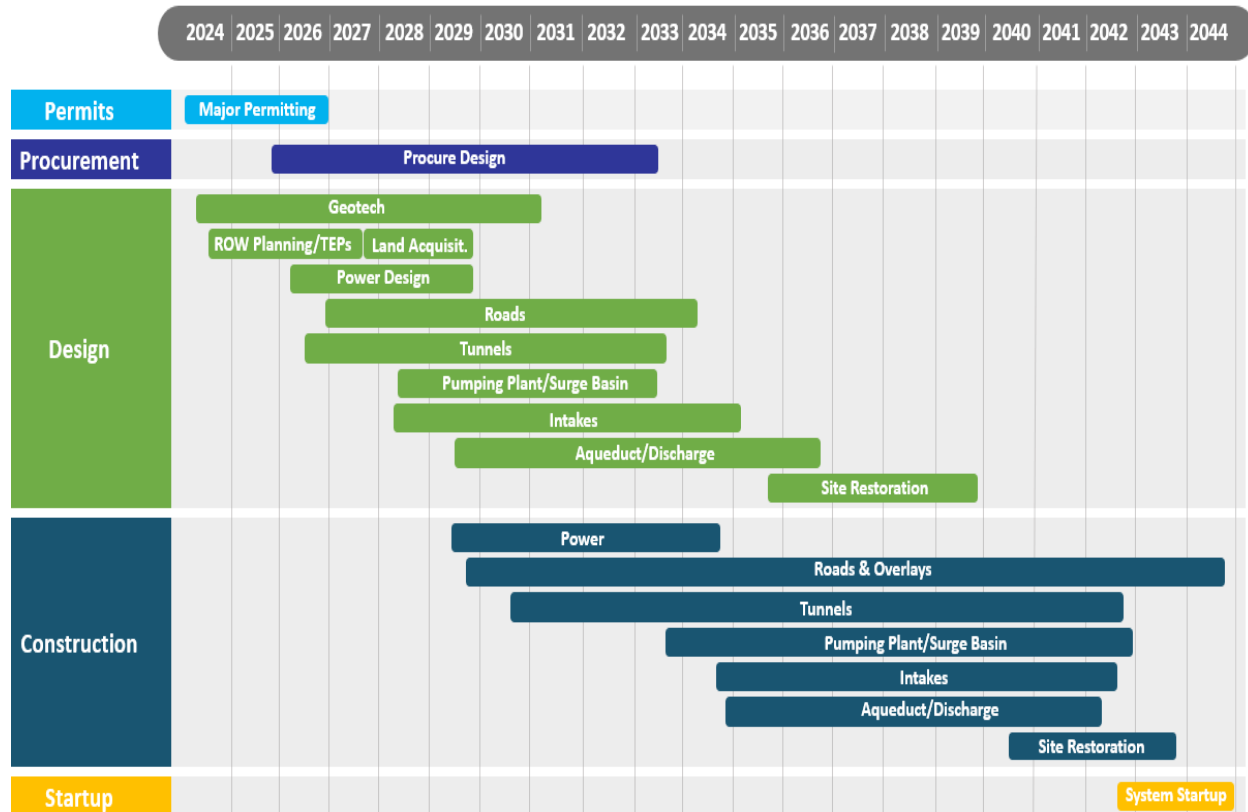 2024 2025 2026 2027 2028 2029 2030 2031 2032 2033 2034 2035 2036 2037 2038 2039 2040 2041 2042 2043 2044
Permits
Major Permitting
Procurement
Procure Design
Design
Geotech
ROW Planning/TEPs
Land Acquisit.
Power Design
Roads
Tunnels
Pumping Plant/Surge Basin
Intakes
Aqueduct/Discharge
Site Restoration
Construction
Power
Roads & Overlays
Tunnels
Pumping Plant/Surge Basin
Intakes
Aqueduct/Discharge
Site Restoration
Startup
System Startup